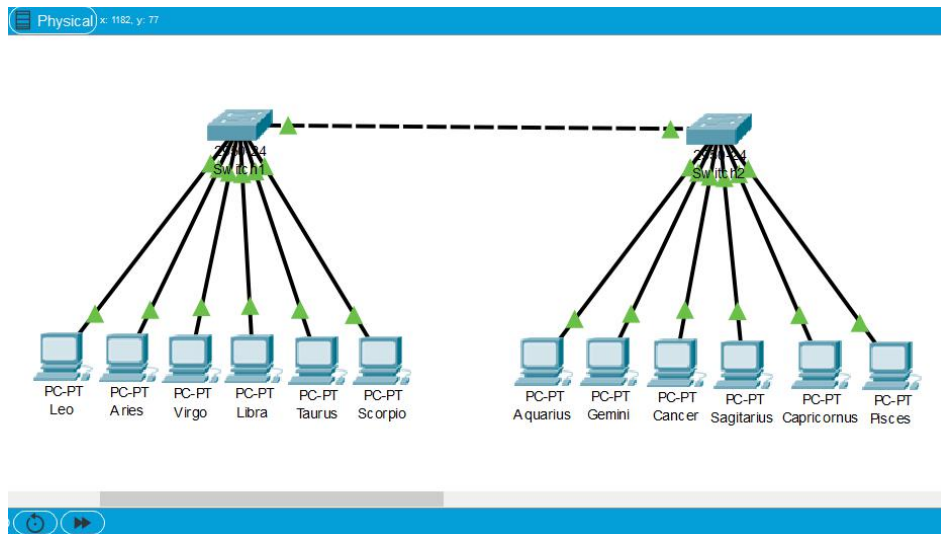 Physical x: 1182, y: 77
Switch1
Switch2
PC-PT
Leo
PC-PT
Aries
PC-PT
Virgo
PC-PT
Libra
PC-PT
Taurus
PC-PT
Scorpio
PC-PT
Aquarius
PC-PT
Gemini
PC-PT
Cancer
PC-PT
Sagitarius
PC-PT
Capricornus
PC-PT
Pisces